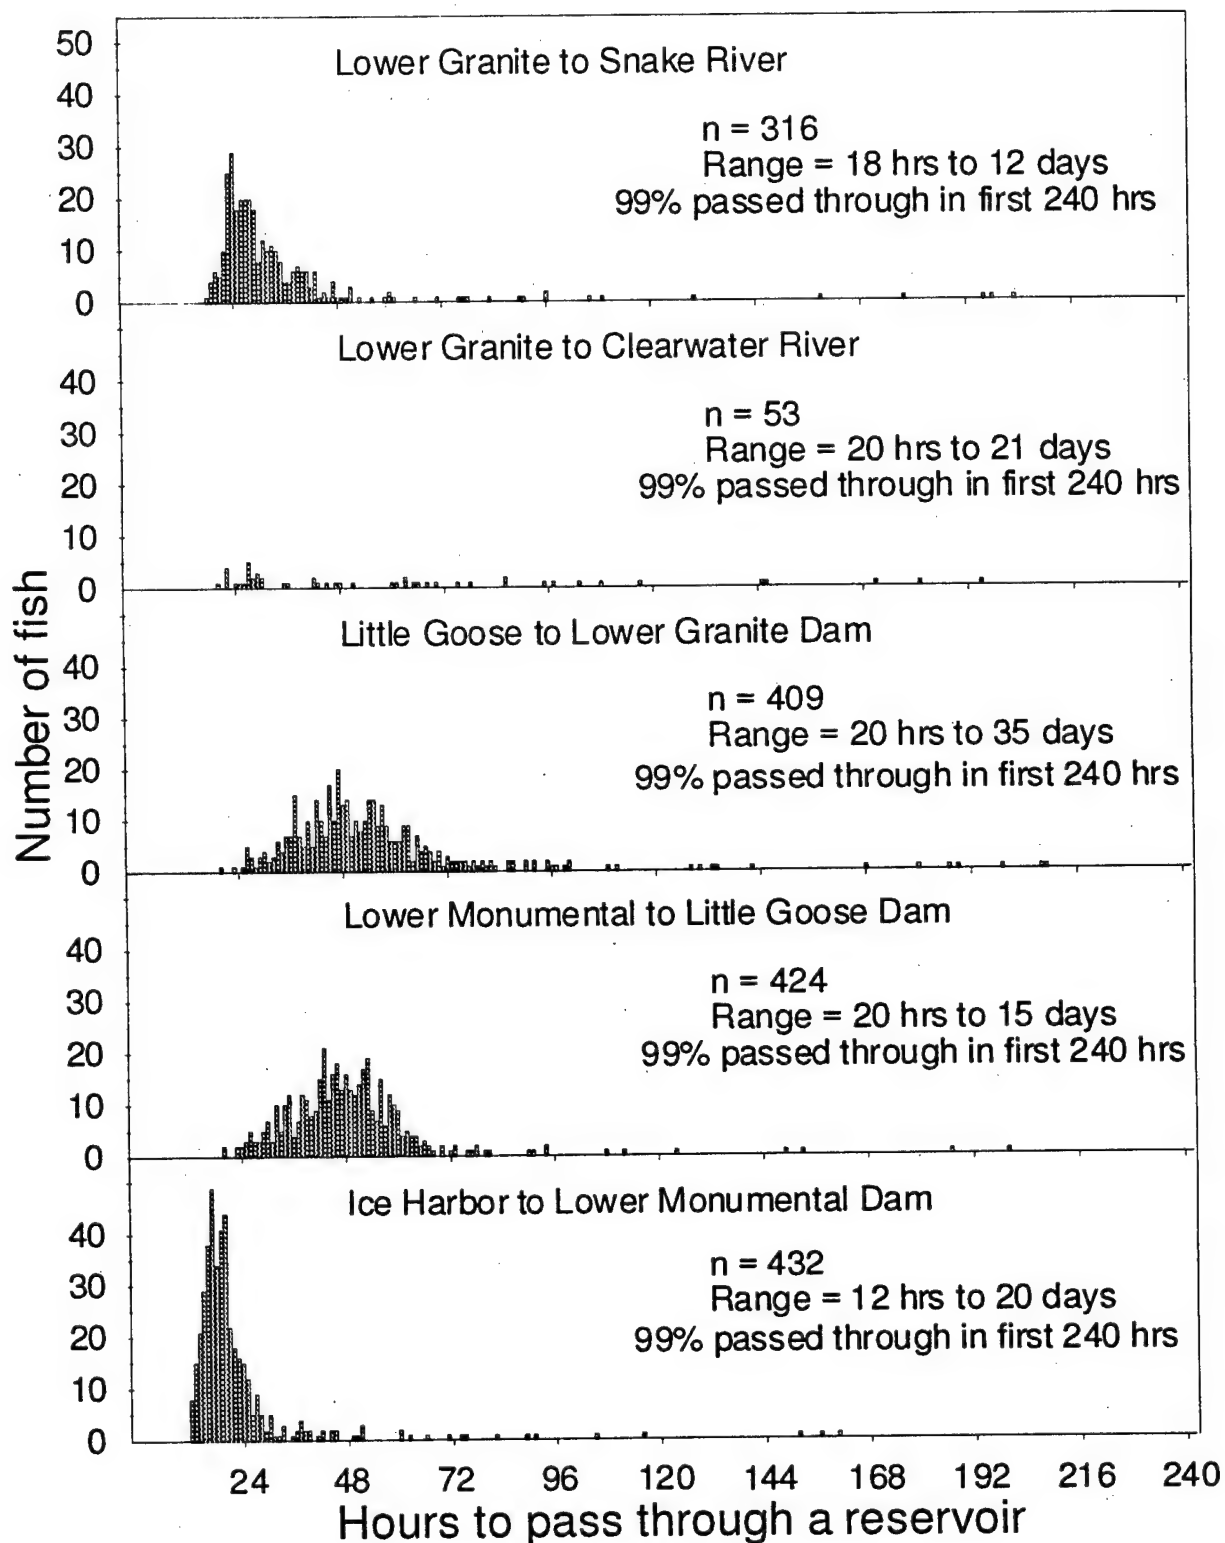 50
Lower Granite to Snake River
40
n = 316
30
Range = 18 hrs to 12 days
20
99% passed through in first 240 hrs
10
0
Lower Granite to Clearwater River
40
n = 53
30
Range = 20 hrs to 21 days
20
99% passed through in first 240 hrs
10
0
Number of fish
Little Goose to Lower Granite Dam
40
n = 409
30
Range = 20 hrs to 35 days
20
99% passed through in first 240 hrs
10
0
Lower Monumental to Little Goose Dam
40
n = 424
30
Range = 20 hrs to 15 days
20
99% passed through in first 240 hrs
10
0
Ice Harbor to Lower Monumental Dam
40
n = 432
30
Range = 12 hrs to 20 days
20
99% passed through in first 240 hrs
10
0
24 48 72 96 120 144 168 192 216 240
Hours to pass through a reservoir